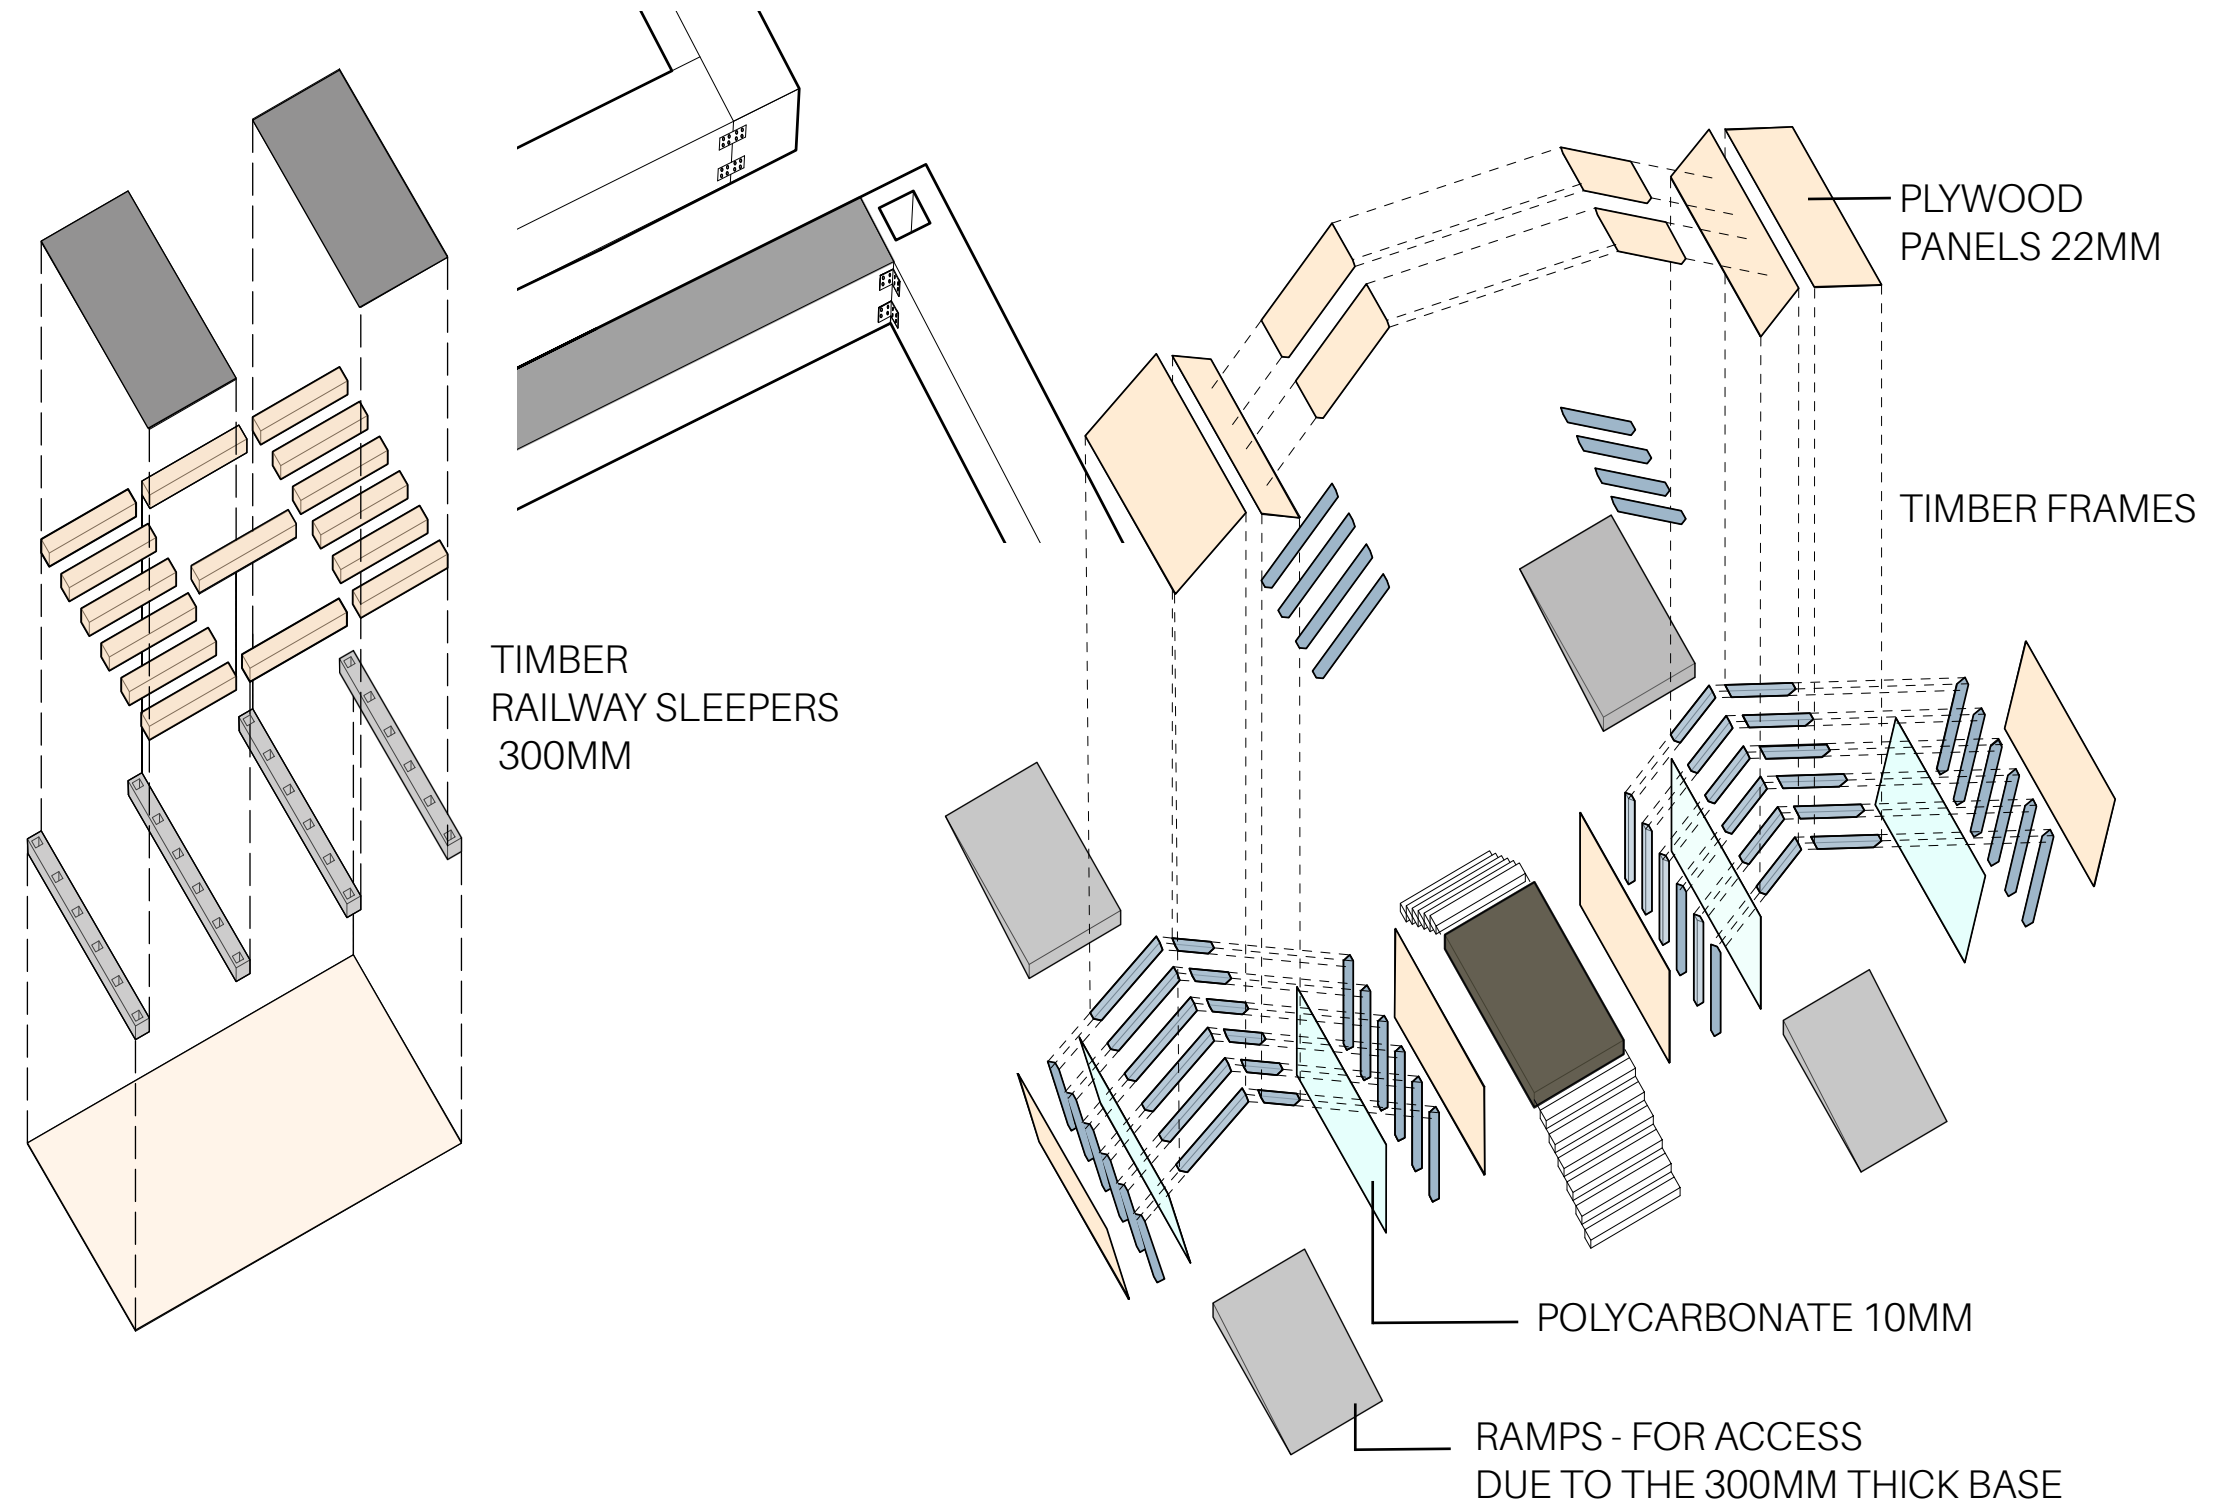 PLYWOOD
PANELS 22MM
TIMBER FRAMES
TIMBER
RAILWAY SLEEPERS
300MM
POLYCARBONATE 10MM
RAMPS - FOR ACCESS
DUE TO THE 300MM THICK BASE